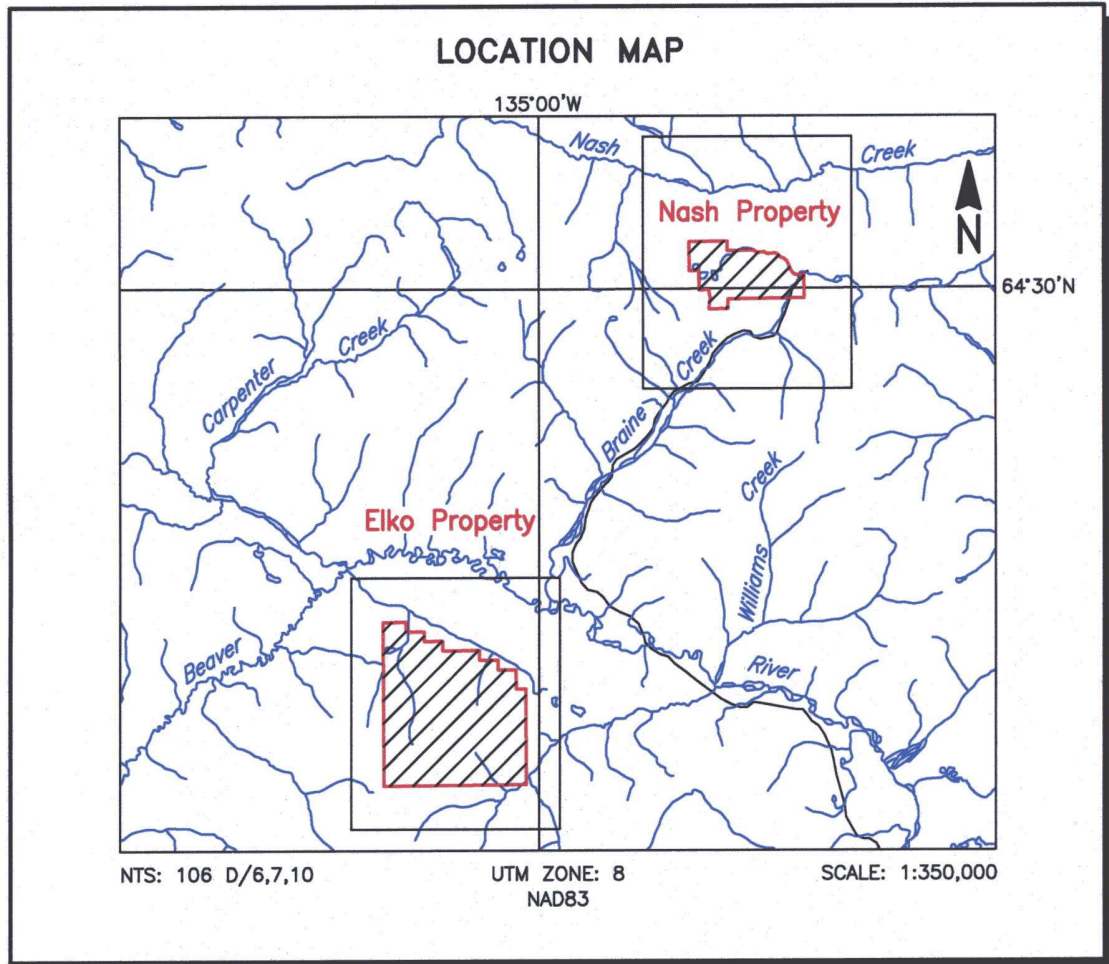 LOCATION MAP
135°00'W
Nash Creek
Nash Property
N
64°30'N
Carpenter Creek
Braine Creek
Williams Creek
Elko Property
Beaver River
NTS: 106 D/6,7,10
UTM ZONE: 8
NAD83
SCALE: 1:350,000